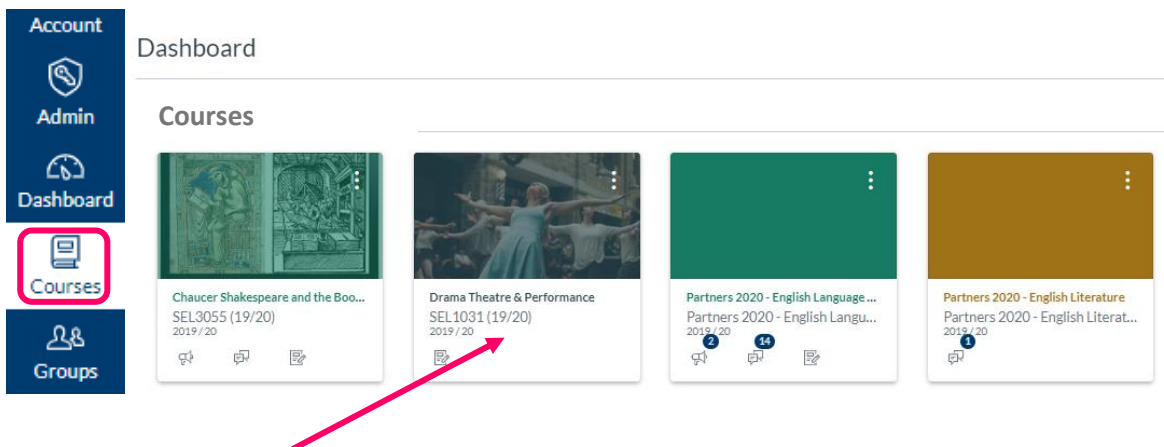 Account
Admin
Dashboard
Courses
Groups
Dashboard
Courses
Chaucer Shakespeare and the Boo...
SEL3055 (19/20)
2019/20
Drama Theatre & Performance
SEL1031 (19/20)
2019/20
Partners 2020 - English Language ...
Partners 2020 - English Langu...
2019/20
2
14
Partners 2020 - English Literature
Partners 2020 - English Literat...
2019/20
1